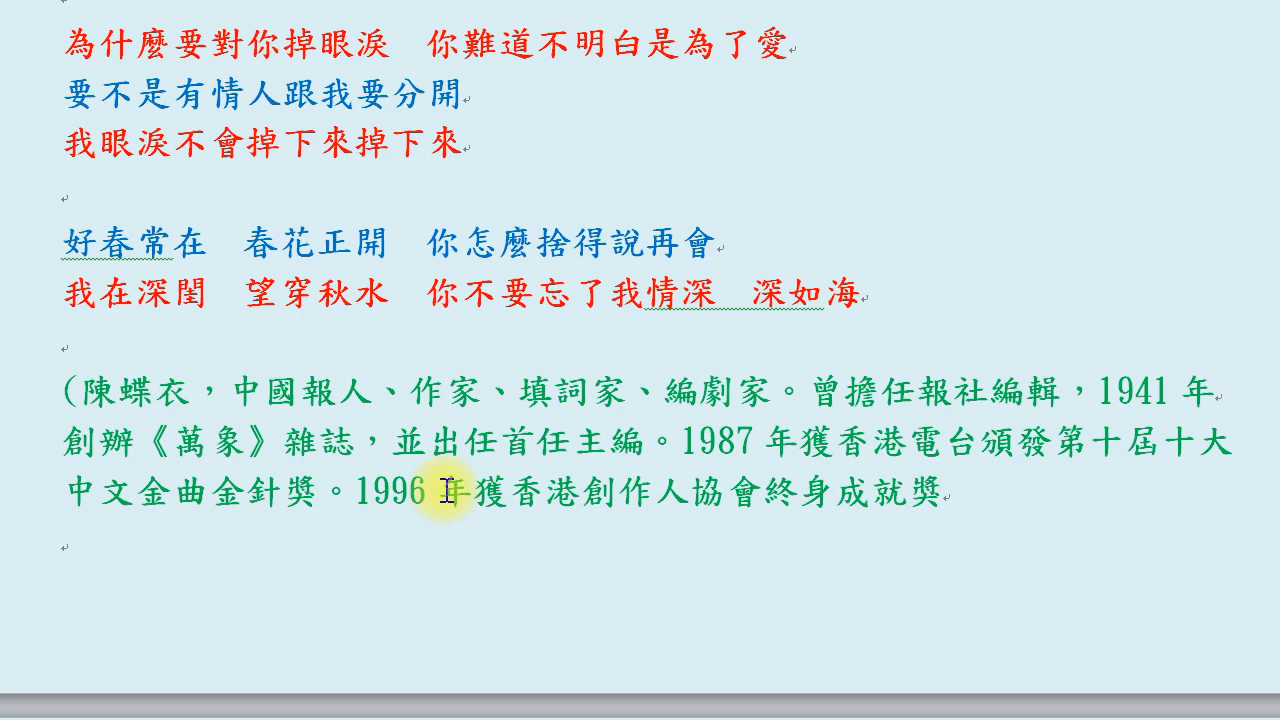 為什麼要對你掉眼淚　你難道不明白是為了愛
要不是有情人跟我要分開
我眼淚不會掉下來掉下來
好春常在　春花正開　你怎麼捨得說再會
我在深閨　望穿秋水　你不要忘了我情深　深如海
(陳蝶衣，中國報人、作家、填詞家、編劇家。曾擔任報社編輯，1941 年
創辦《萬象》雜誌，並出任首任主編。1987 年獲香港電台頒發第十屆十大
中文金曲金針獎。1996 年獲香港創作人協會終身成就獎